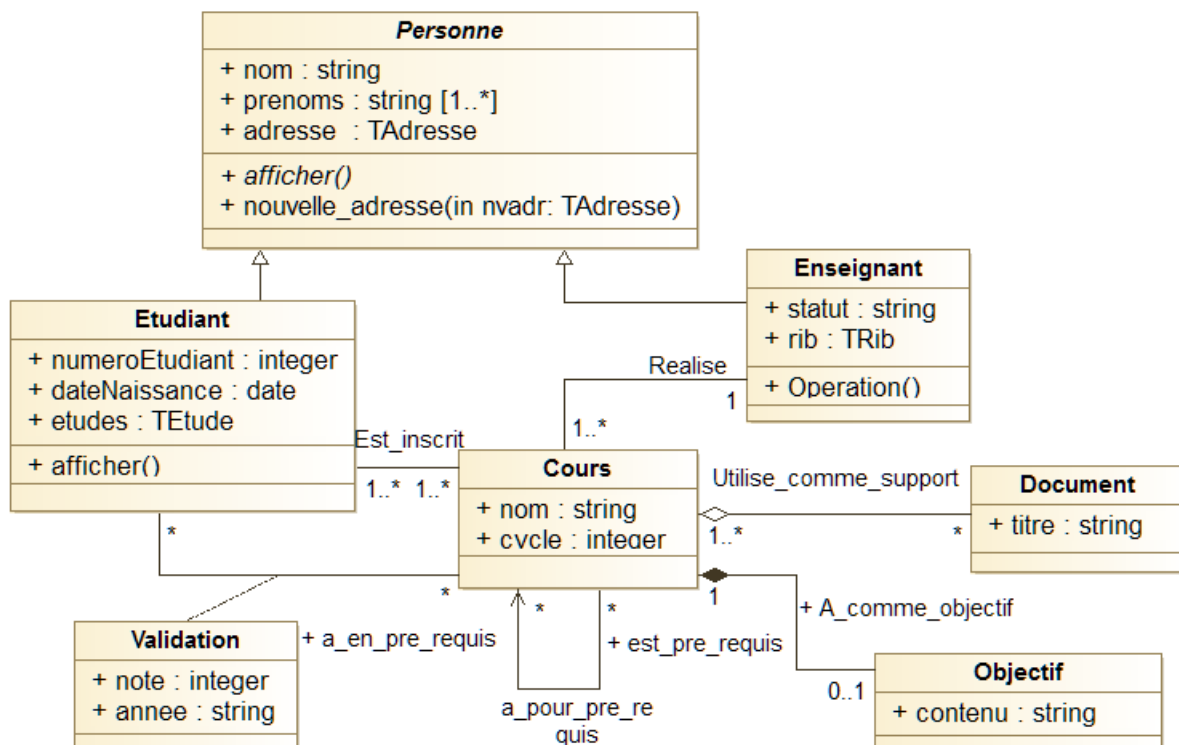 Personne
+ nom : string
+ prenoms : string [1..*]
+ adresse : TAdresse
+ afficher()
+ nouvelle_adresse(in nvadr: TAdresse)
Enseignant
+ statut : string
+ rib : TRib
+ Operation()
Etudiant
+ numeroEtudiant : integer
+ dateNaissance : date
+ etudes : TEtude
+ afficher()
Realise
1
1..*
Est_inscrit
1..* 1..*
Cours
+ nom : string
+ cycle : integer
Utilise_comme_support
1..* *
Document
+ titre : string
*
*
Validation
+ note : integer
+ annee : string
+ a_en_pre_requis
* *
+ est_pre_requis
a_pour_pre_re
quis
1
+ A_comme_objectif
0..1
Objectif
+ contenu : string